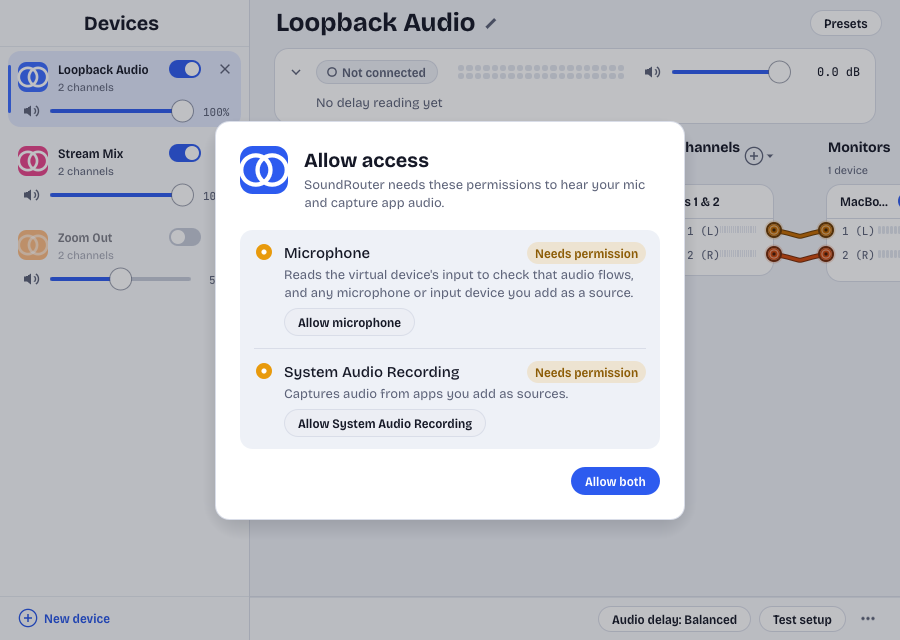 Devices
Loopback Audio
2 channels
100%
Stream Mix
2 channels
10
Zoom Out
2 channels
5
New device
Loopback Audio
Presets
Not connected
0.0 dB
No delay reading yet
hannels
Monitors
1 device
s 1 & 2
MacBo...
1 (L)
1 (L)
2 (R)
2 (R)
Allow access
SoundRouter needs these permissions to hear your mic
and capture app audio.
Microphone
Needs permission
Reads the virtual device's input to check that audio flows,
and any microphone or input device you add as a source.
Allow microphone
System Audio Recording
Needs permission
Captures audio from apps you add as sources.
Allow System Audio Recording
Allow both
Audio delay: Balanced
Test setup